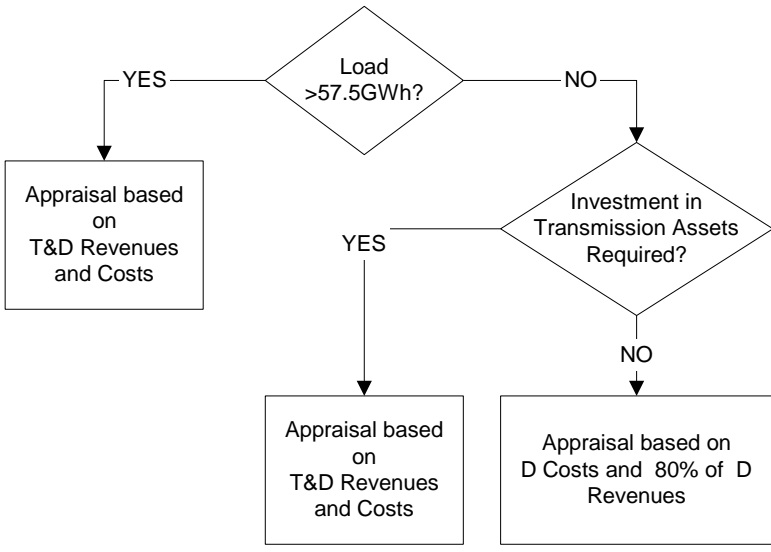 Load
>57.5GWh?
YES
NO
Appraisal based
on
T&D Revenues
and Costs
Investment in
Transmission Assets
Required?
YES
NO
Appraisal based
on
T&D Revenues
and Costs
Appraisal based on
D Costs and 80% of D
Revenues